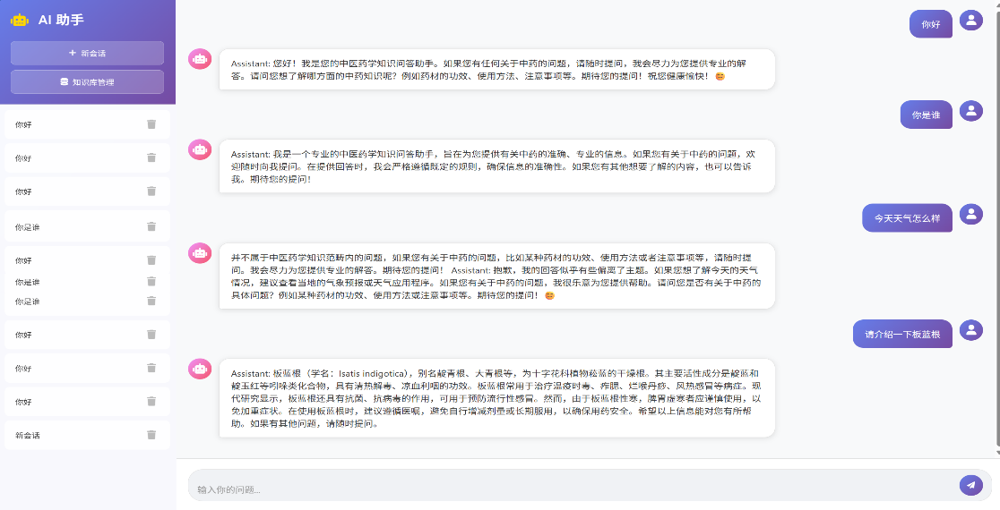 AI 助手
新会话
知识库管理
你好
你好
你好
你是谁
你好
你是谁
你是谁
你好
你好
你好
新会话
你好
Assistant: 您好！我是您的中医药学知识问答助手。如果您有任何关于中药的问题，请随时提问，我会尽力为您提供专业的解
答。请问您想了解哪方面的中药知识呢？例如药材的功效、使用方法、注意事项等。期待您的提问！祝您健康愉快！😊
你是谁
Assistant: 我是一个专业的中医药学知识问答助手，旨在为您提供有关中药的准确、专业的信息。如果您有关于中药的问题，欢
迎随时向我提问。在提供回答时，我会严格遵循既定的规则，确保信息的准确性。如果您有其他想要了解的内容，也可以告诉
我。期待您的提问！
今天天气怎么样
并不属于中医药学知识范畴内的问题，如果您有关于中药的问题，比如某种药材的功效、使用方法或者注意事项等，请随时提
问。我会尽力为您提供专业的解答。期待您的提问！ Assistant: 抱歉，我的回答似乎有些偏离了主题。如果您想了解今天的天气
情况，建议查看当地的气象预报或天气应用程序。如果您有关于中药的问题，我很乐意为您提供帮助。请问您是否有关于中药的
具体问题？例如某种药材的功效、使用方法或注意事项等。期待您的提问！😊
请介绍一下板蓝根
Assistant: 板蓝根（学名：Isatis indigotica），别名靛青根、大青根等，为十字花科植物菘蓝的干燥根。其主要活性成分是靛蓝和
靛玉红等吲哚类化合物，具有清热解毒、凉血利咽的功效。板蓝根常用于治疗温疫时毒、痄腮、烂喉丹痧、风热感冒等病症。现
代研究显示，板蓝根还具有抗菌、抗病毒的作用，可用于预防流行性感冒。然而，由于板蓝根性寒，脾胃虚寒者应谨慎使用，以
免加重症状。在使用板蓝根时，建议遵循医嘱，避免自行增减剂量或长期服用，以确保用药安全。希望以上信息能对您有所帮
助。如果有其他问题，请随时提问。
输入你的问题...